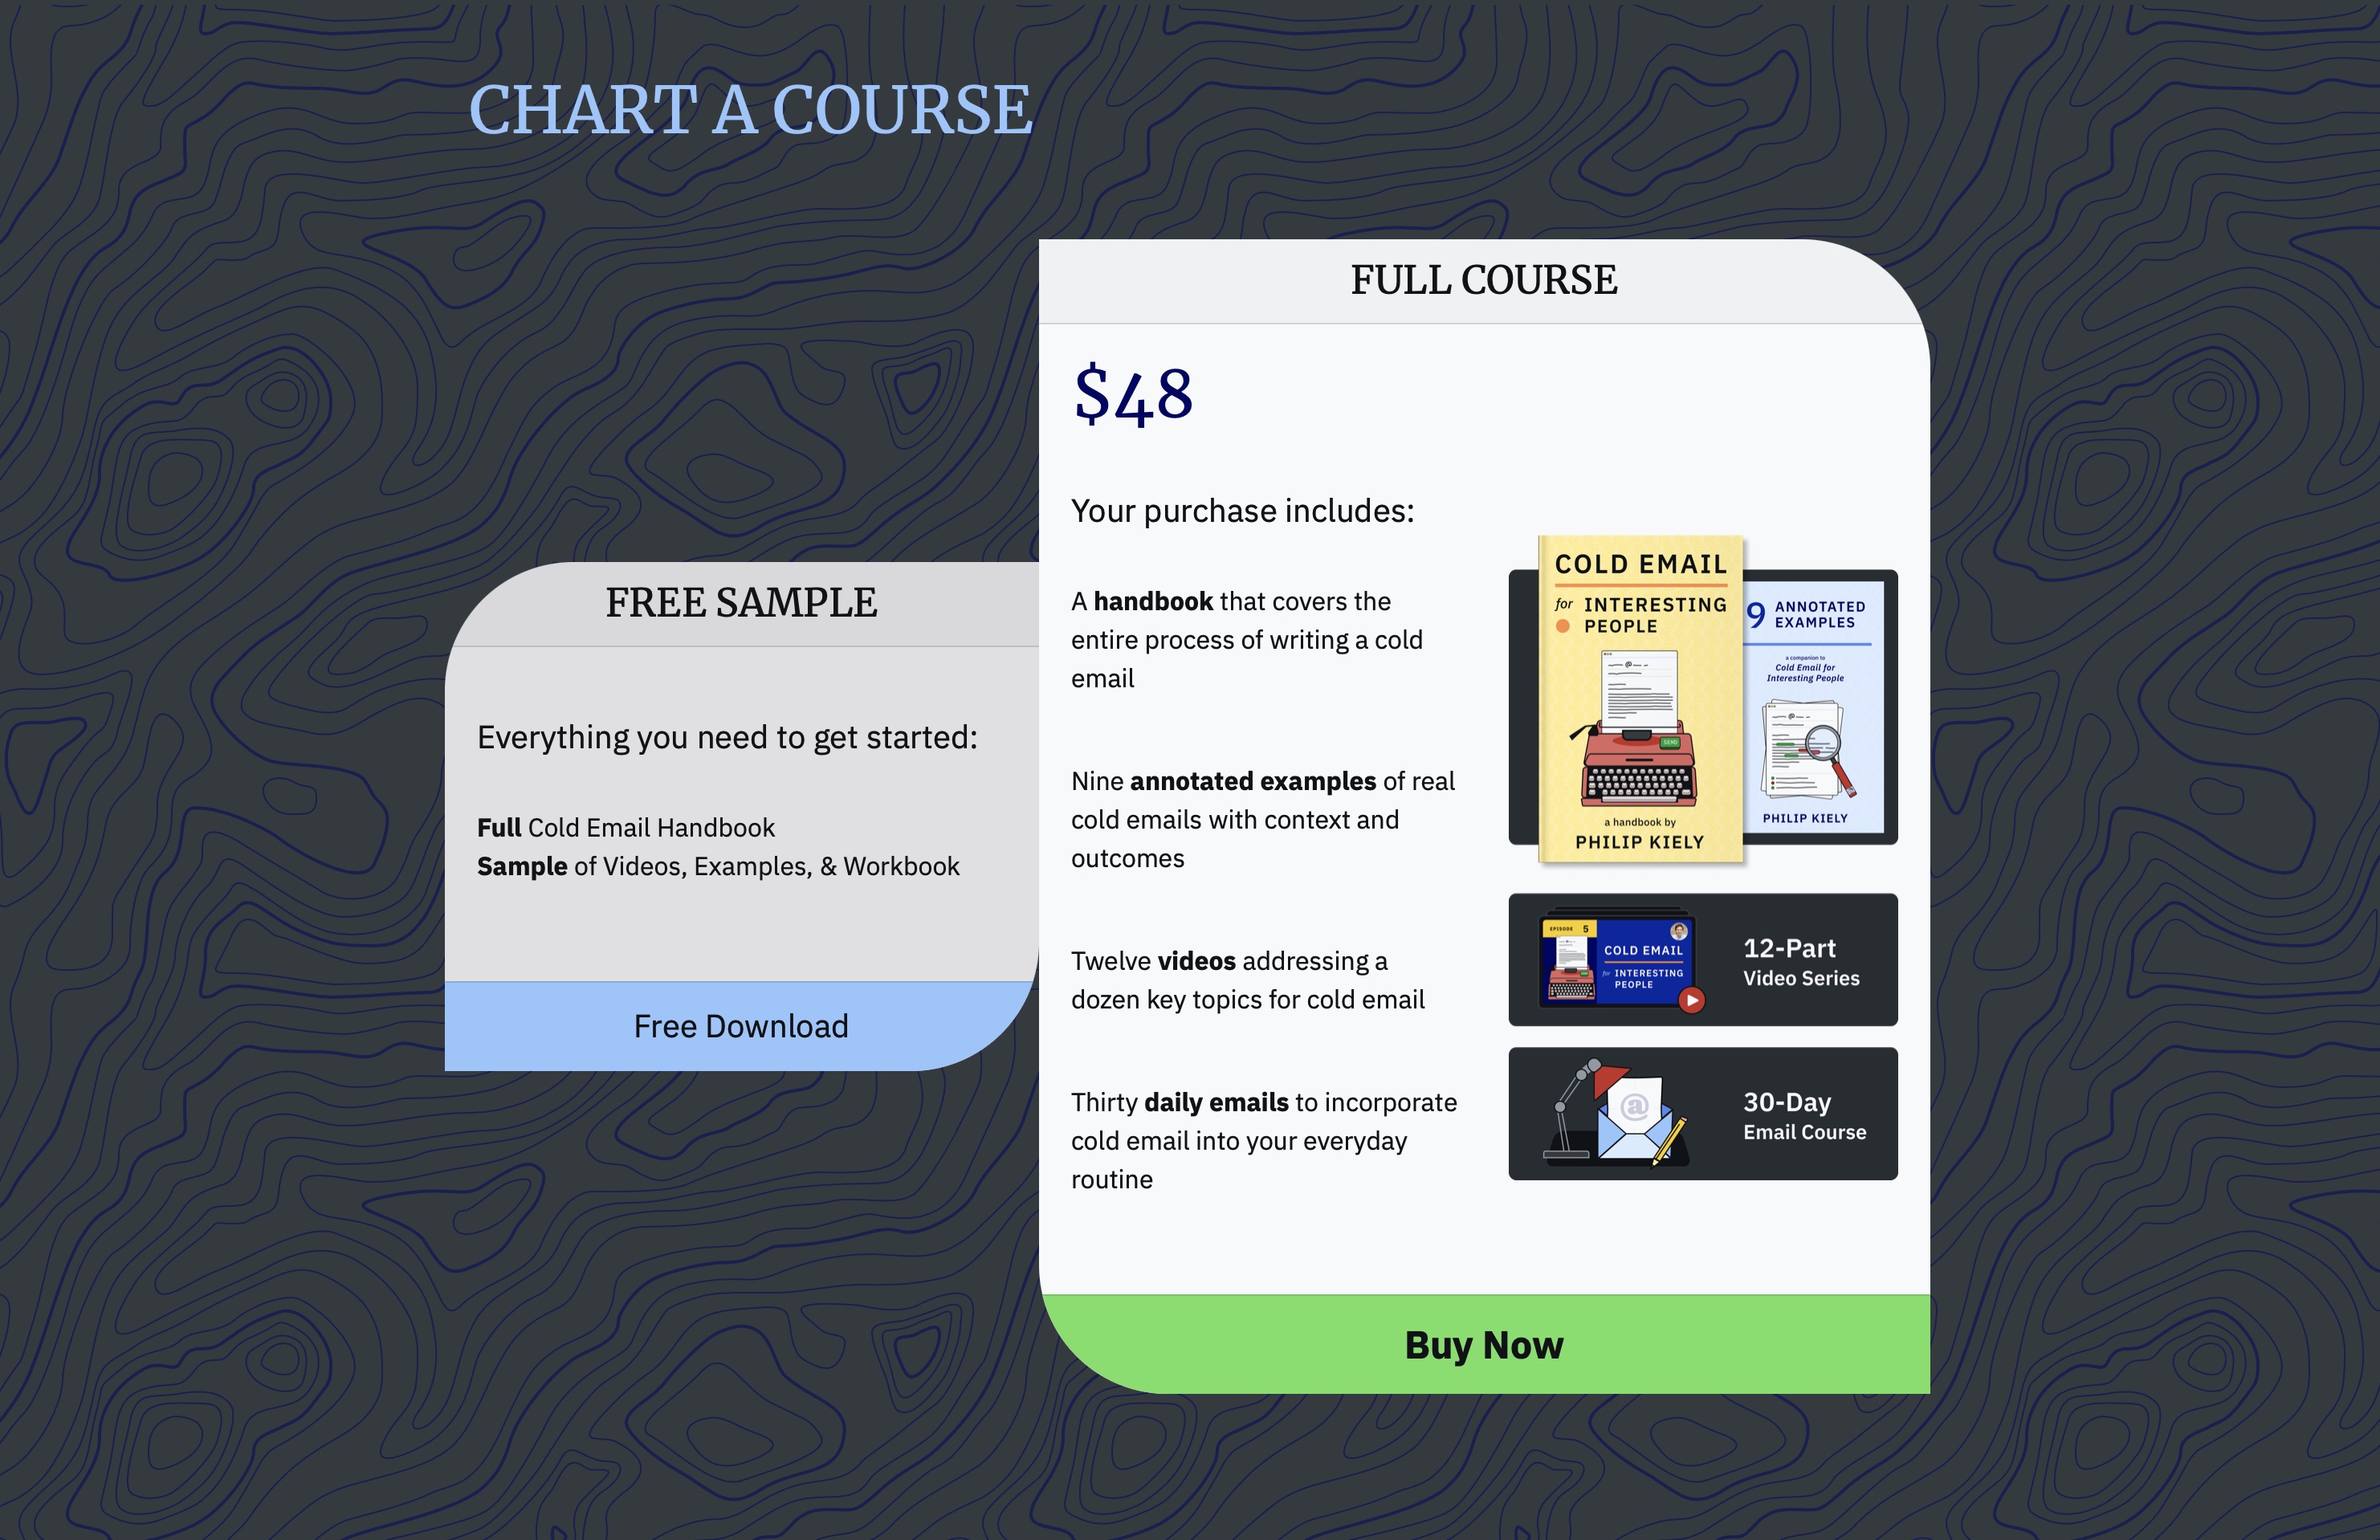 CHART A COURSE
FREE SAMPLE
Everything you need to get started:
Full Cold Email Handbook
Sample of Videos, Examples, & Workbook
Free Download
FULL COURSE
$48
Your purchase includes:
A handbook that covers the
entire process of writing a cold
email
Nine annotated examples of real
cold emails with context and
outcomes
Twelve videos addressing a
dozen key topics for cold email
Thirty daily emails to incorporate
cold email into your everyday
routine
COLD EMAIL
for INTERESTING
PEOPLE
@
SEND
a handbook by
PHILIP KIELY
9 ANNOTATED
EXAMPLES
a companion to
Cold Email for
Interesting People
@
PHILIP KIELY
EPISODE 5
COLD EMAIL
for INTERESTING
PEOPLE
12-Part
Video Series
@
30-Day
Email Course
Buy Now